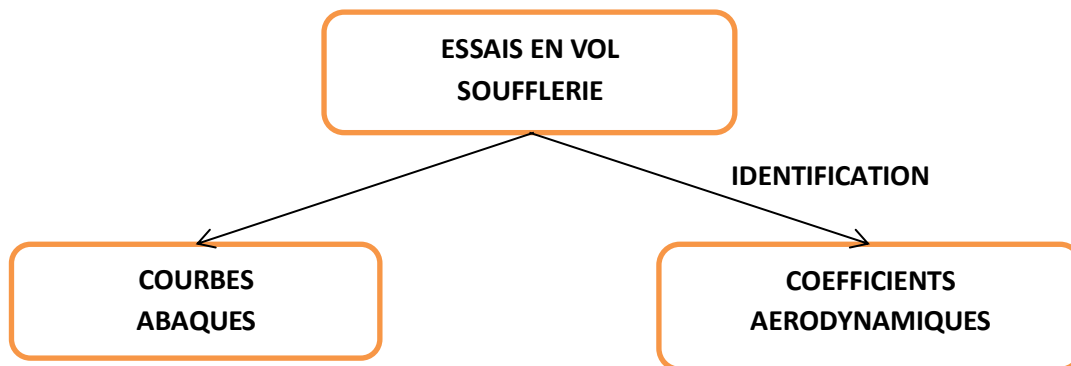 ESSAIS EN VOL
SOUFFLERIE
IDENTIFICATION
COURBES
ABAQUES
COEFFICIENTS
AERODYNAMIQUES